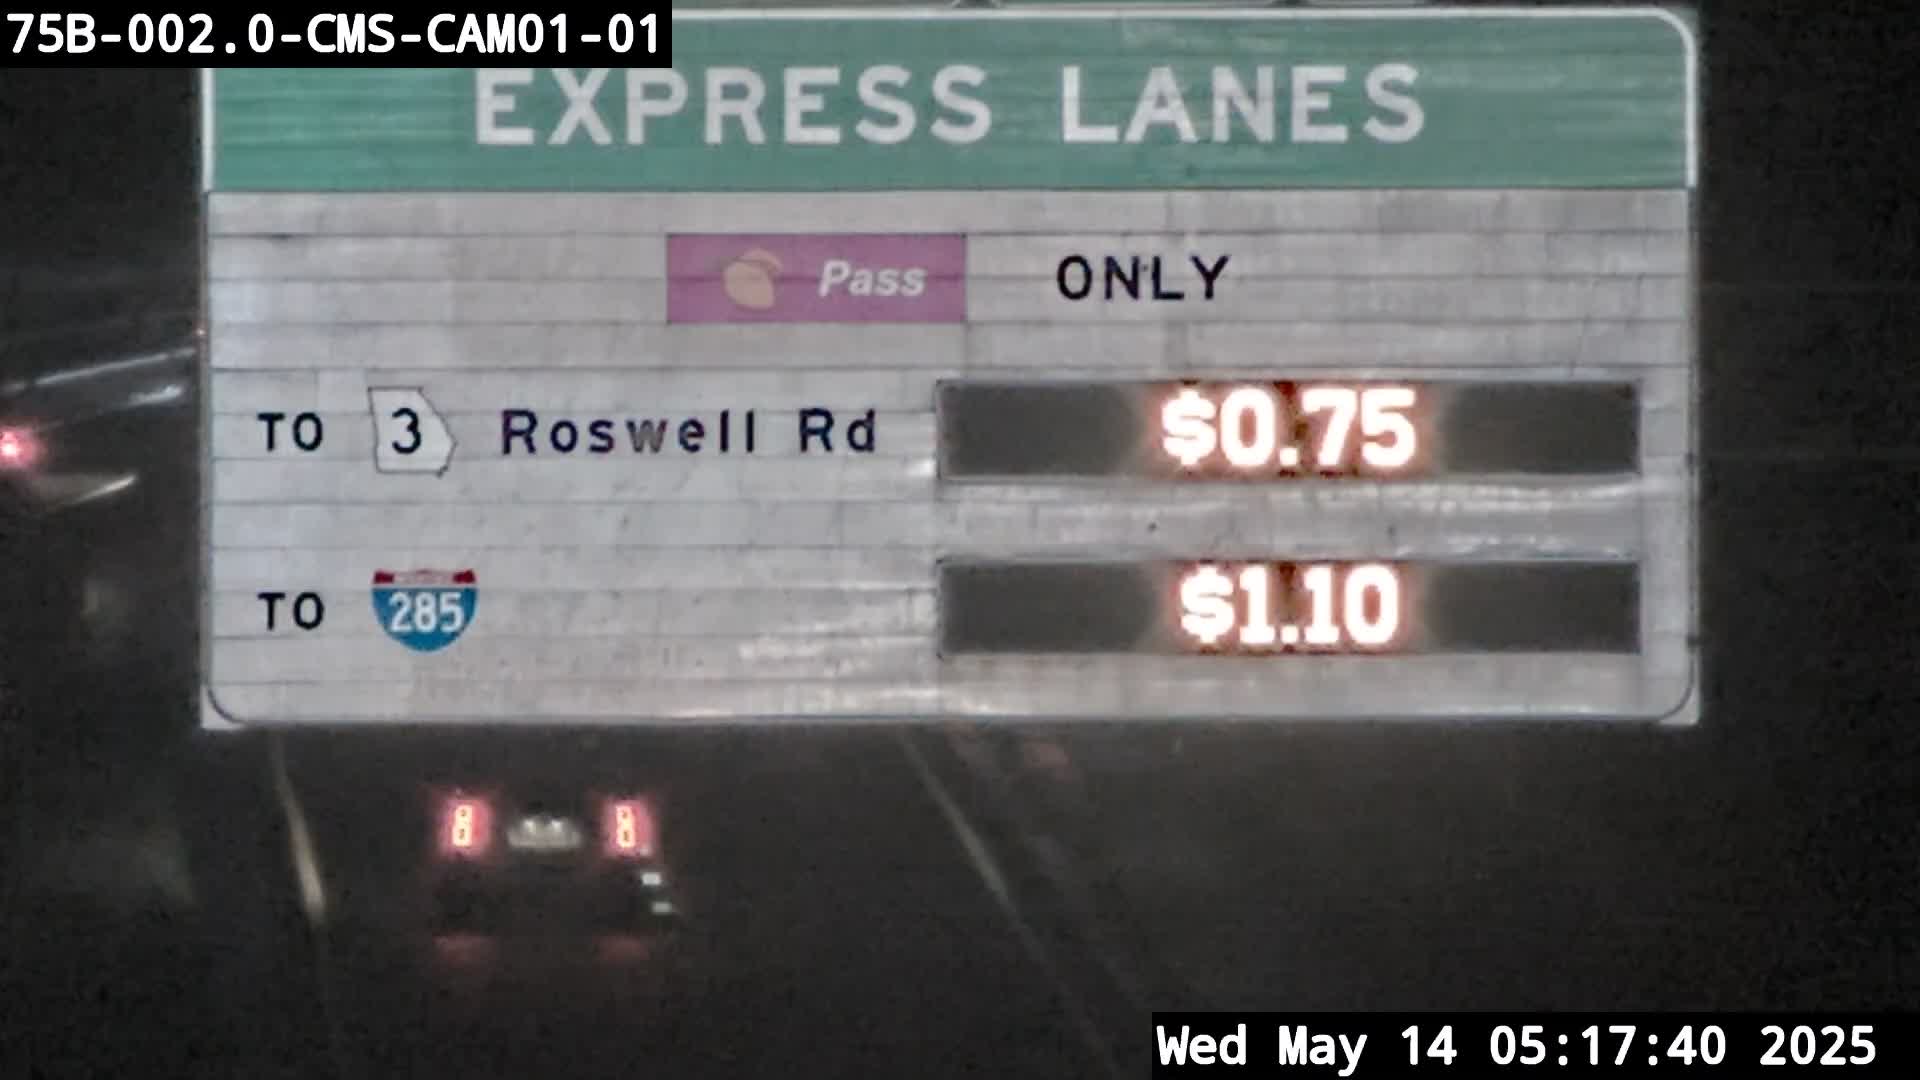 75B-002.0-CMS-CAM01-01
EXPRESS LANES
Pass ONLY
TO 3 Roswell Rd $0.75
TO 285 $1.10
Wed May 14 05:17:40 2025